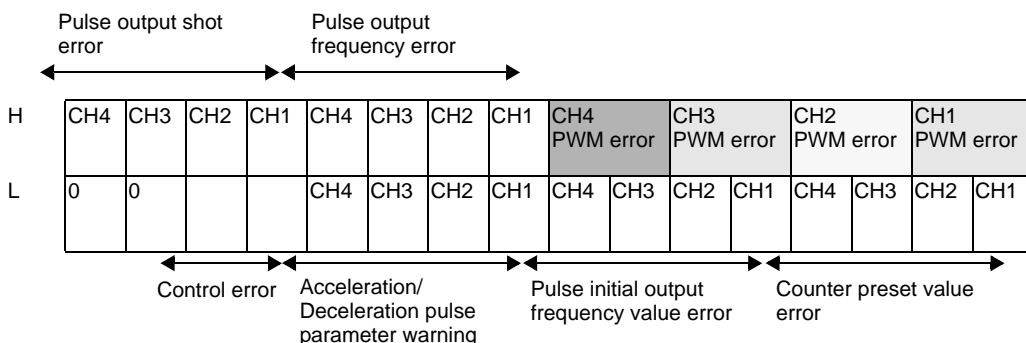 Pulse output shot error
Pulse output frequency error
H CH4 CH3 CH2 CH1 CH4 CH3 CH2 CH1 CH4 PWM error CH3 PWM error CH2 PWM error CH1 PWM error
L 0 0 CH4 CH3 CH2 CH1 CH4 CH3 CH2 CH1 CH4 CH3 CH2 CH1
Control error
Acceleration/
Deceleration pulse
parameter warning
Pulse initial output
frequency value error
Counter preset value
error